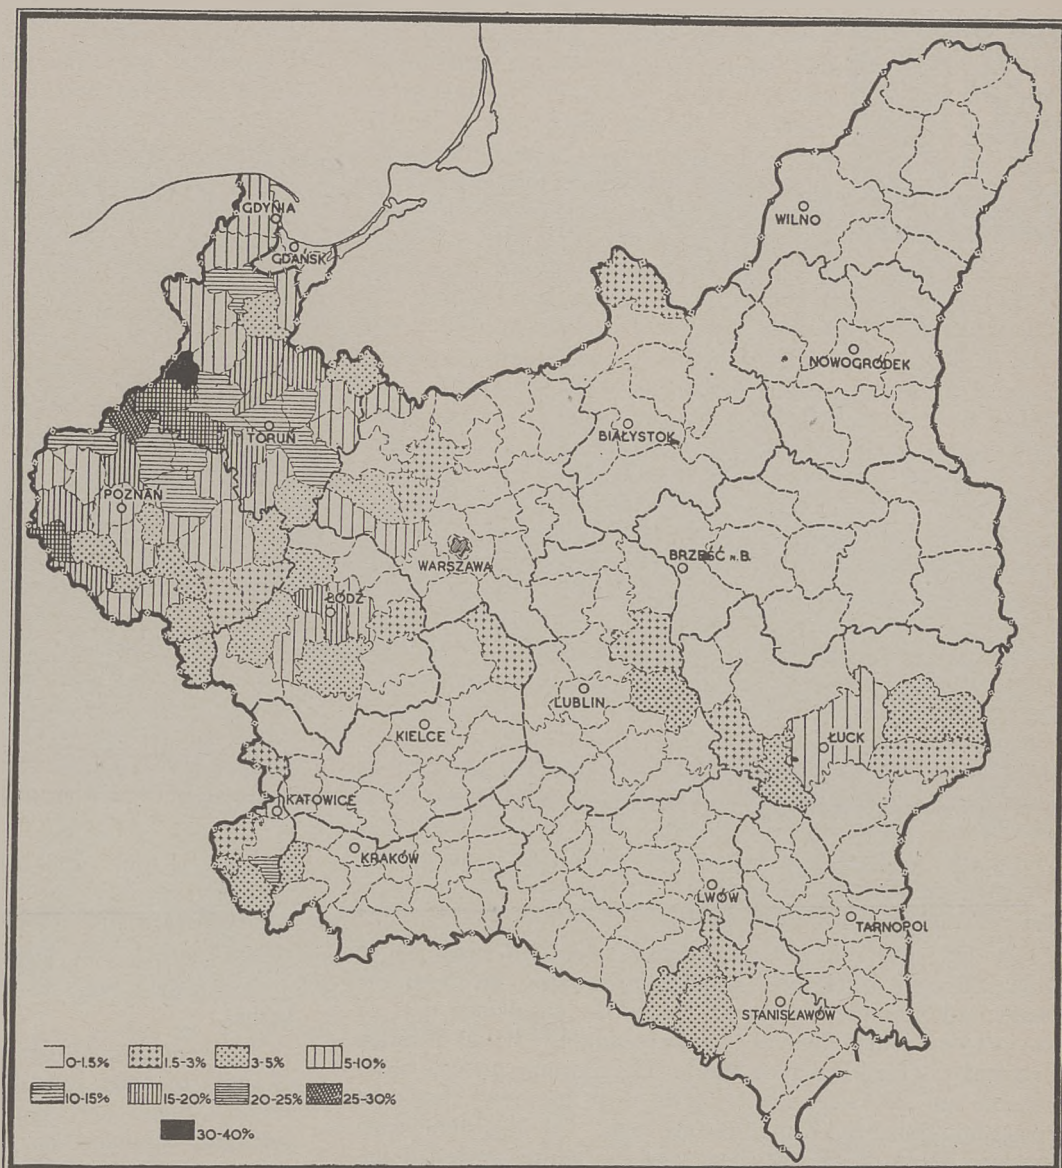 GDYNIA
GDAŃSK
WILNO
NOWOGRÓDEK
BIAŁYSTOK
TORUŃ
POZNAŃ
WARSZAWA
BRZEŚĆ N.B.
ŁÓDŹ
LUBLIN
KIELCE
ŁUCK
KATOWICE
KRAKÓW
LWÓW
TARNOPOL
STANISŁAWÓW
0-1.5% 1.5-3% 3-5% 5-10%
10-15% 15-20% 20-25% 25-30%
30-40%